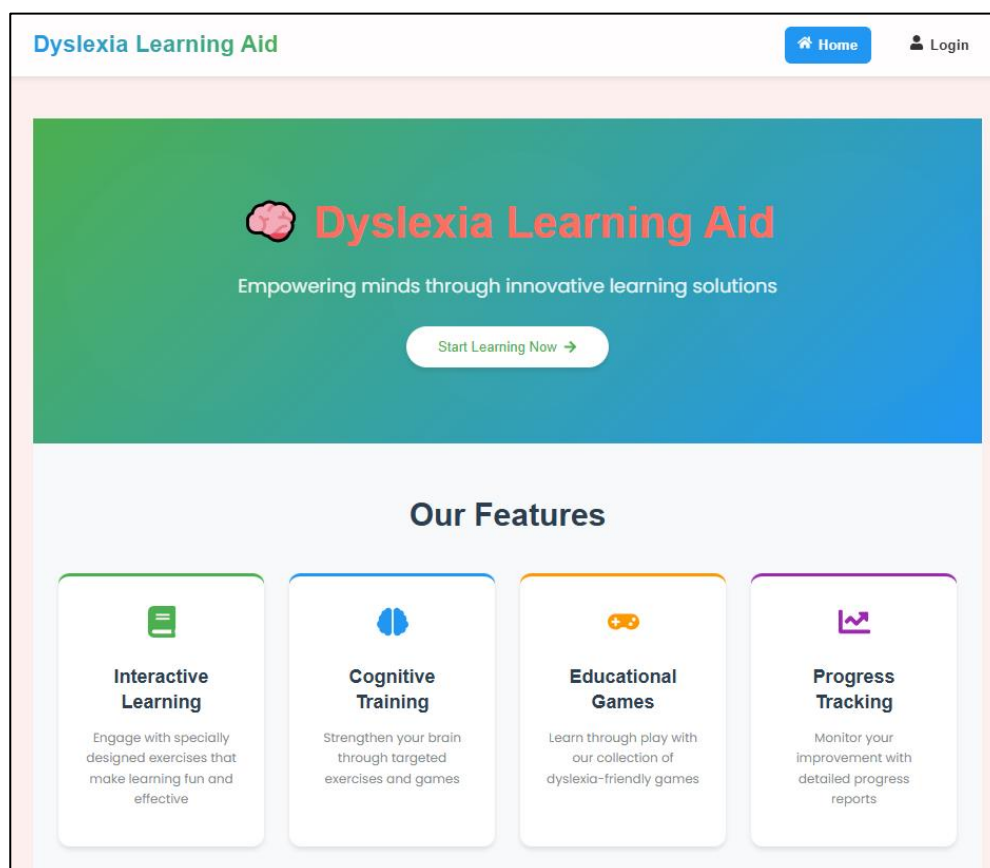 Dyslexia Learning Aid
Home
Login
Dyslexia Learning Aid
Empowering minds through innovative learning solutions
Start Learning Now →
Our Features
Interactive
Learning
Engage with specially
designed exercises that
make learning fun and
effective
Cognitive
Training
Strengthen your brain
through targeted
exercises and games
Educational
Games
Learn through play with
our collection of
dyslexia-friendly games
Progress
Tracking
Monitor your
improvement with
detailed progress
reports